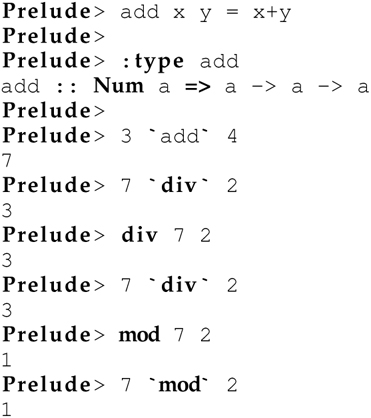 Prelude> add x y = x+y
Prelude>
Prelude> :type add
add :: Num a => a -> a -> a
Prelude>
Prelude> 3 `add` 4
7
Prelude> 7 `div` 2
3
Prelude> div 7 2
3
Prelude> 7 `div` 2
3
Prelude> mod 7 2
1
Prelude> 7 `mod` 2
1